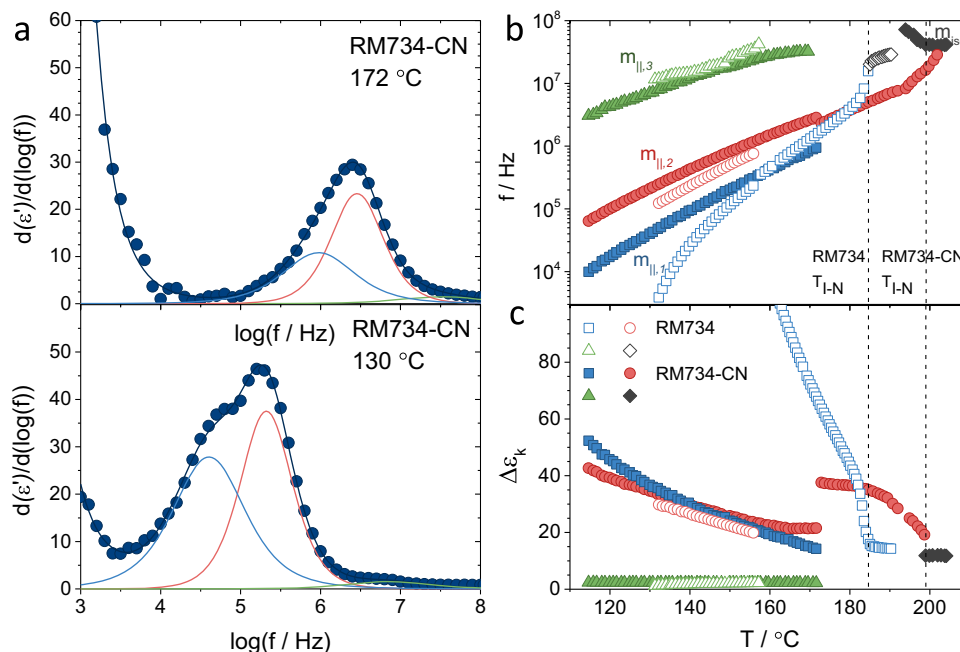 a
RM734-CN
172 °C
d(ε')/d(log(f))
60
50
40
30
20
10
0
log(f / Hz)
RM734-CN
130 °C
d(ε')/d(log(f))
50
40
30
20
10
0
3 4 5 6 7 8
log(f / Hz)
b
f / Hz
10^8
10^7
10^6
10^5
10^4
m||,3
m||,2
m||,1
m_is
RM734
T_I-N
RM734-CN
T_I-N
c
RM734
RM734-CN
Δε_k
80
60
40
20
0
120 140 160 180 200
T / °C